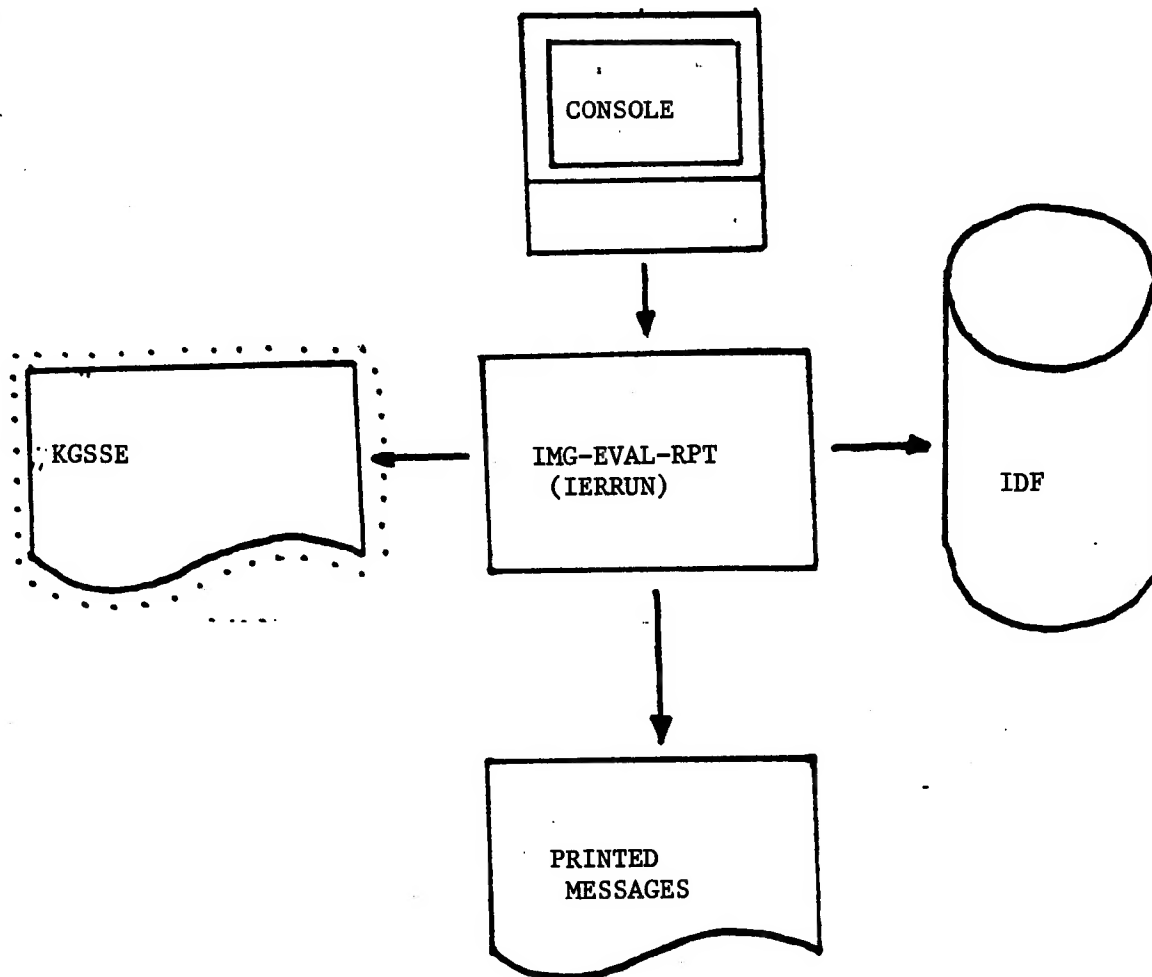 CONSOLE
KGSSE
IMG-EVAL-RPT
(IERRUN)
IDF
PRINTED
MESSAGES